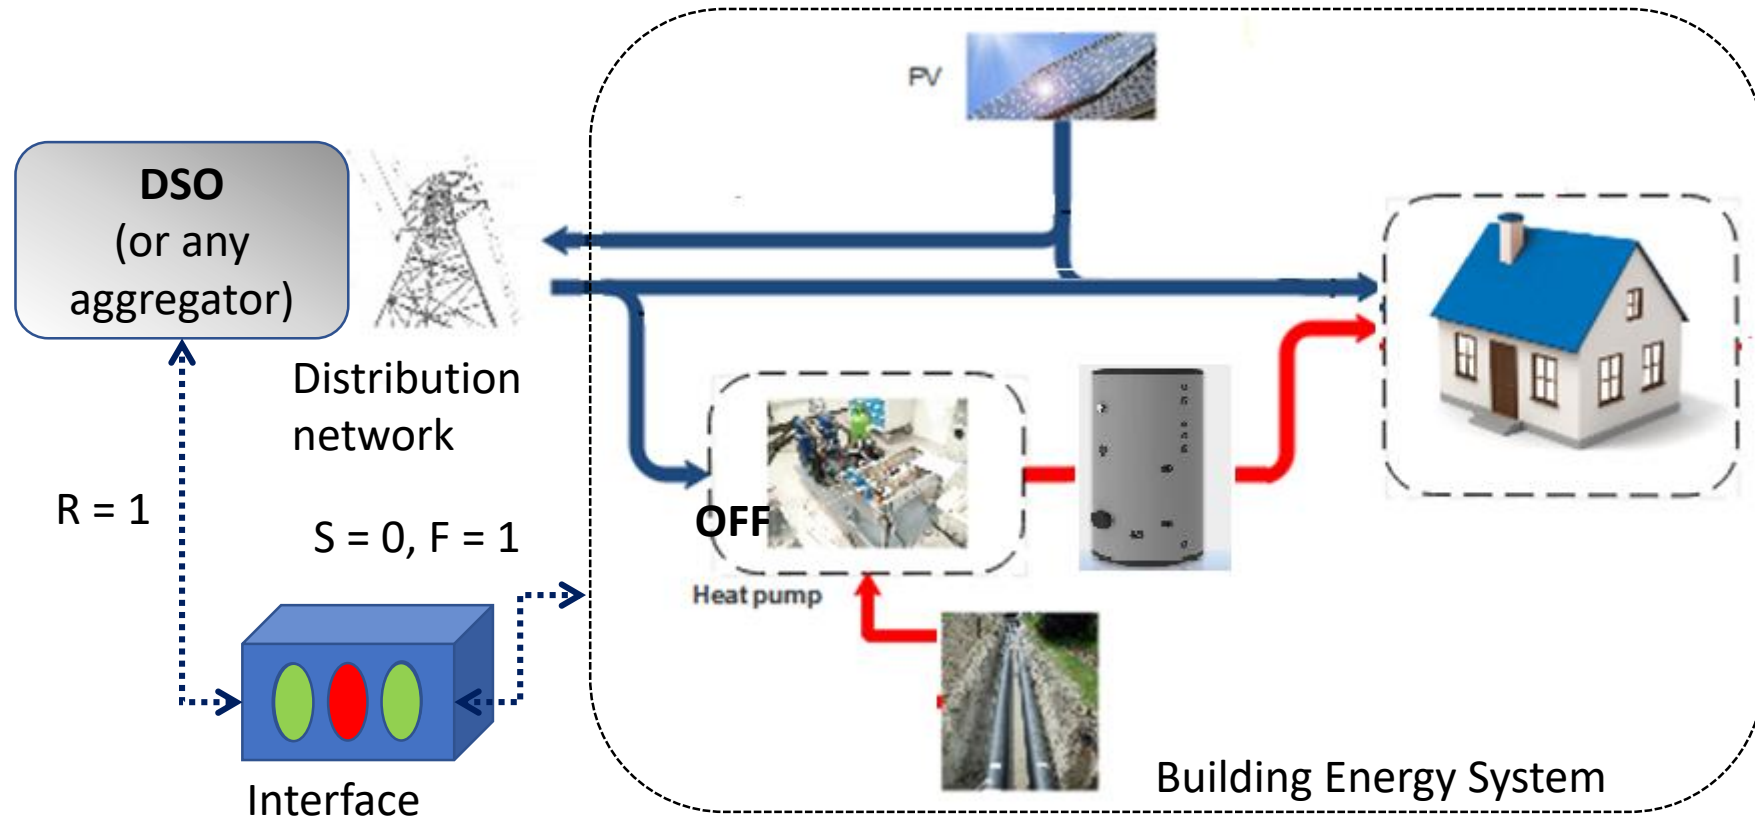 PV
DSO
(or any
aggregator)
Distribution
network
R = 1
S = 0, F = 1
OFF
Heat pump
Interface
Building Energy System